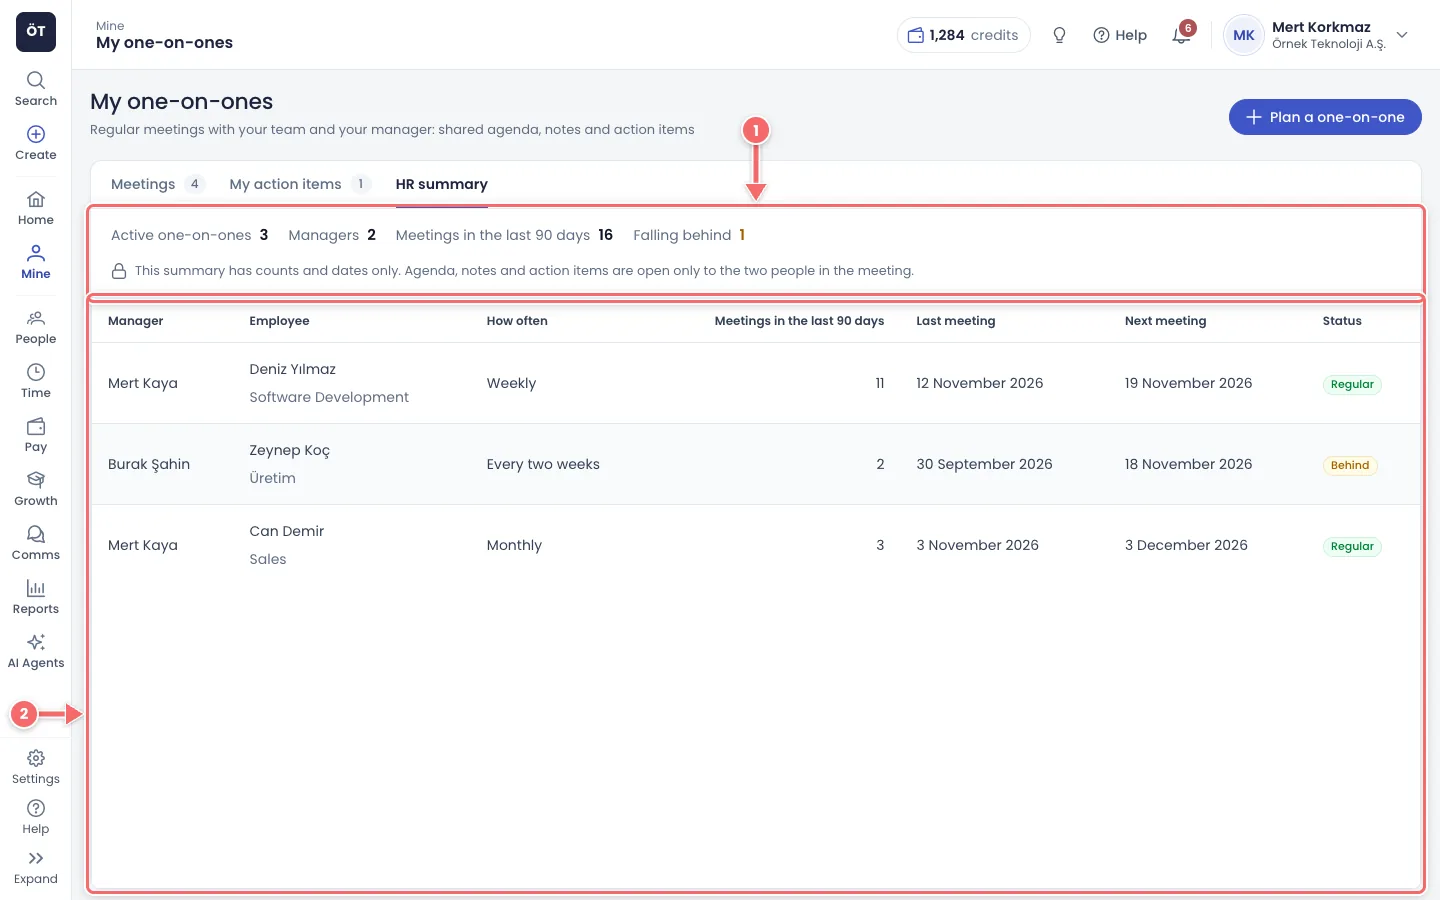 ÖT
Search
Create
Home
Mine
People
Time
Pay
Growth
Comms
Reports
AI Agents
2
Settings
Help
Expand
Mine
My one-on-ones
1,284 credits
Help
6
MK
Mert Korkmaz
Örnek Teknoloji A.Ş.
My one-on-ones
Regular meetings with your team and your manager: shared agenda, notes and action items
1
Plan a one-on-one
Meetings 4 My action items 1 HR summary
Active one-on-ones 3 Managers 2 Meetings in the last 90 days 16 Falling behind 1
This summary has counts and dates only. Agenda, notes and action items are open only to the two people in the meeting.
Manager Employee How often Meetings in the last 90 days Last meeting Next meeting Status
Mert Kaya Deniz Yılmaz Weekly 11 12 November 2026 19 November 2026 Regular
Software Development
Burak Şahin Zeynep Koç Every two weeks 2 30 September 2026 18 November 2026 Behind
Üretim
Mert Kaya Can Demir Monthly 3 3 November 2026 3 December 2026 Regular
Sales